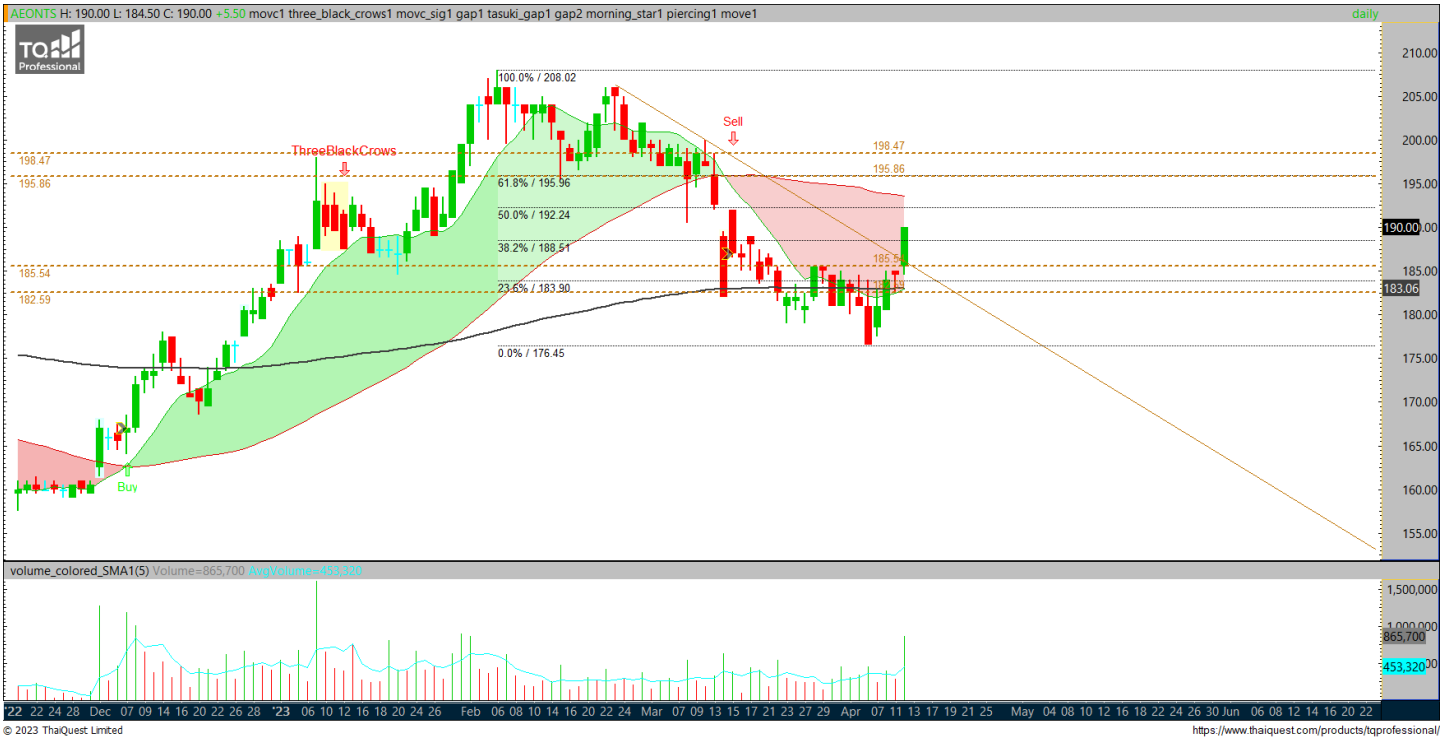 AEONTS H: 190.00 L: 184.50 C: 190.00 +5.50 movc1 three_black_crows1 movc_sig1 gap1 tasuki_gap1 gap2 morning_star1 piercing1 move1
daily
TQ
Professional
210.00
205.00
200.00
195.00
190.00
185.00
183.06
180.00
175.00
170.00
165.00
160.00
155.00
100.0% / 208.02
Sell
ThreeBlackCrows
198.47
198.47
195.86
195.86
61.8% / 195.96
50.0% / 192.24
38.2% / 188.51
185.54
185.54
23.6% / 183.90
182.59
0.0% / 176.45
Buy
volume_colored_SMA1(5) Volume=865,700 AvgVolume=453,320
1,500,000
1,000,000
865,700
453,320
'22 22 24 28 Dec 07 09 14 16 20 22 26 28 '23 06 10 12 16 18 20 24 26 Feb 06 08 10 14 16 20 22 24 Mar 07 09 13 15 17 21 23 27 29 Apr 07 11 13 17 19 21 25 May 04 08 10 12 16 18 22 24 26 30 Jun 06 08 12 14 16 20 22
© 2023 ThaiQuest Limited
https://www.thaiquest.com/products/tqprofessional/